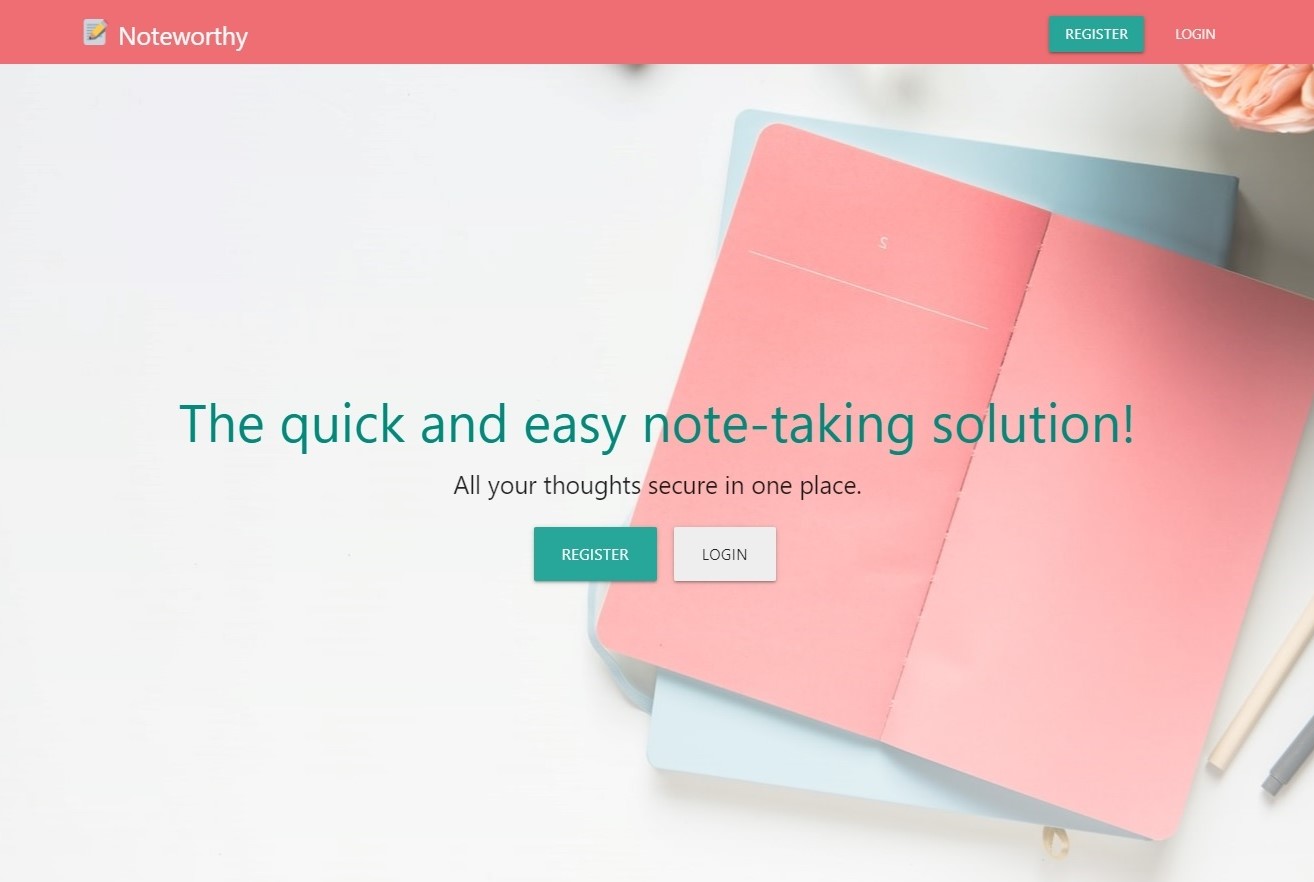 Noteworthy
REGISTER
LOGIN
S
The quick and easy note-taking solution!
All your thoughts secure in one place.
REGISTER
LOGIN